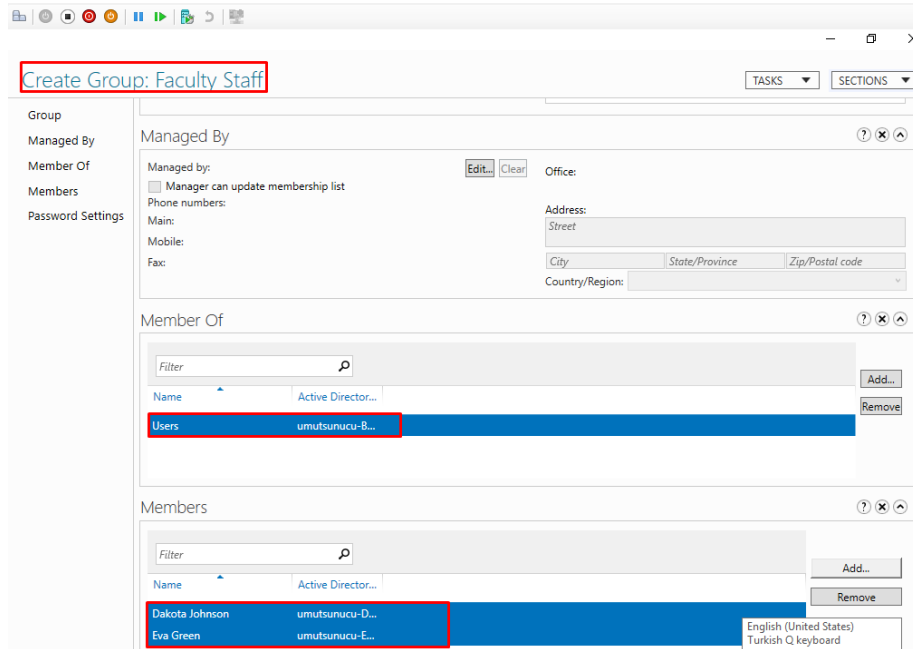 Create Group: Faculty Staff
TASKS
SECTIONS
Group
Managed By
Member Of
Members
Password Settings
Managed By
Managed by:
Edit...
Clear
Office:
Manager can update membership list
Phone numbers:
Main:
Mobile:
Fax:
Address:
Street
City
State/Province
Zip/Postal code
Country/Region:
Member Of
Filter
Add...
Remove
Name
Active Director...
Users
umutsunucu-B...
Members
Filter
Add...
Remove
Name
Active Director...
Dakota Johnson
umutsunucu-D...
Eva Green
umutsunucu-E...
English (United States)
Turkish Q keyboard